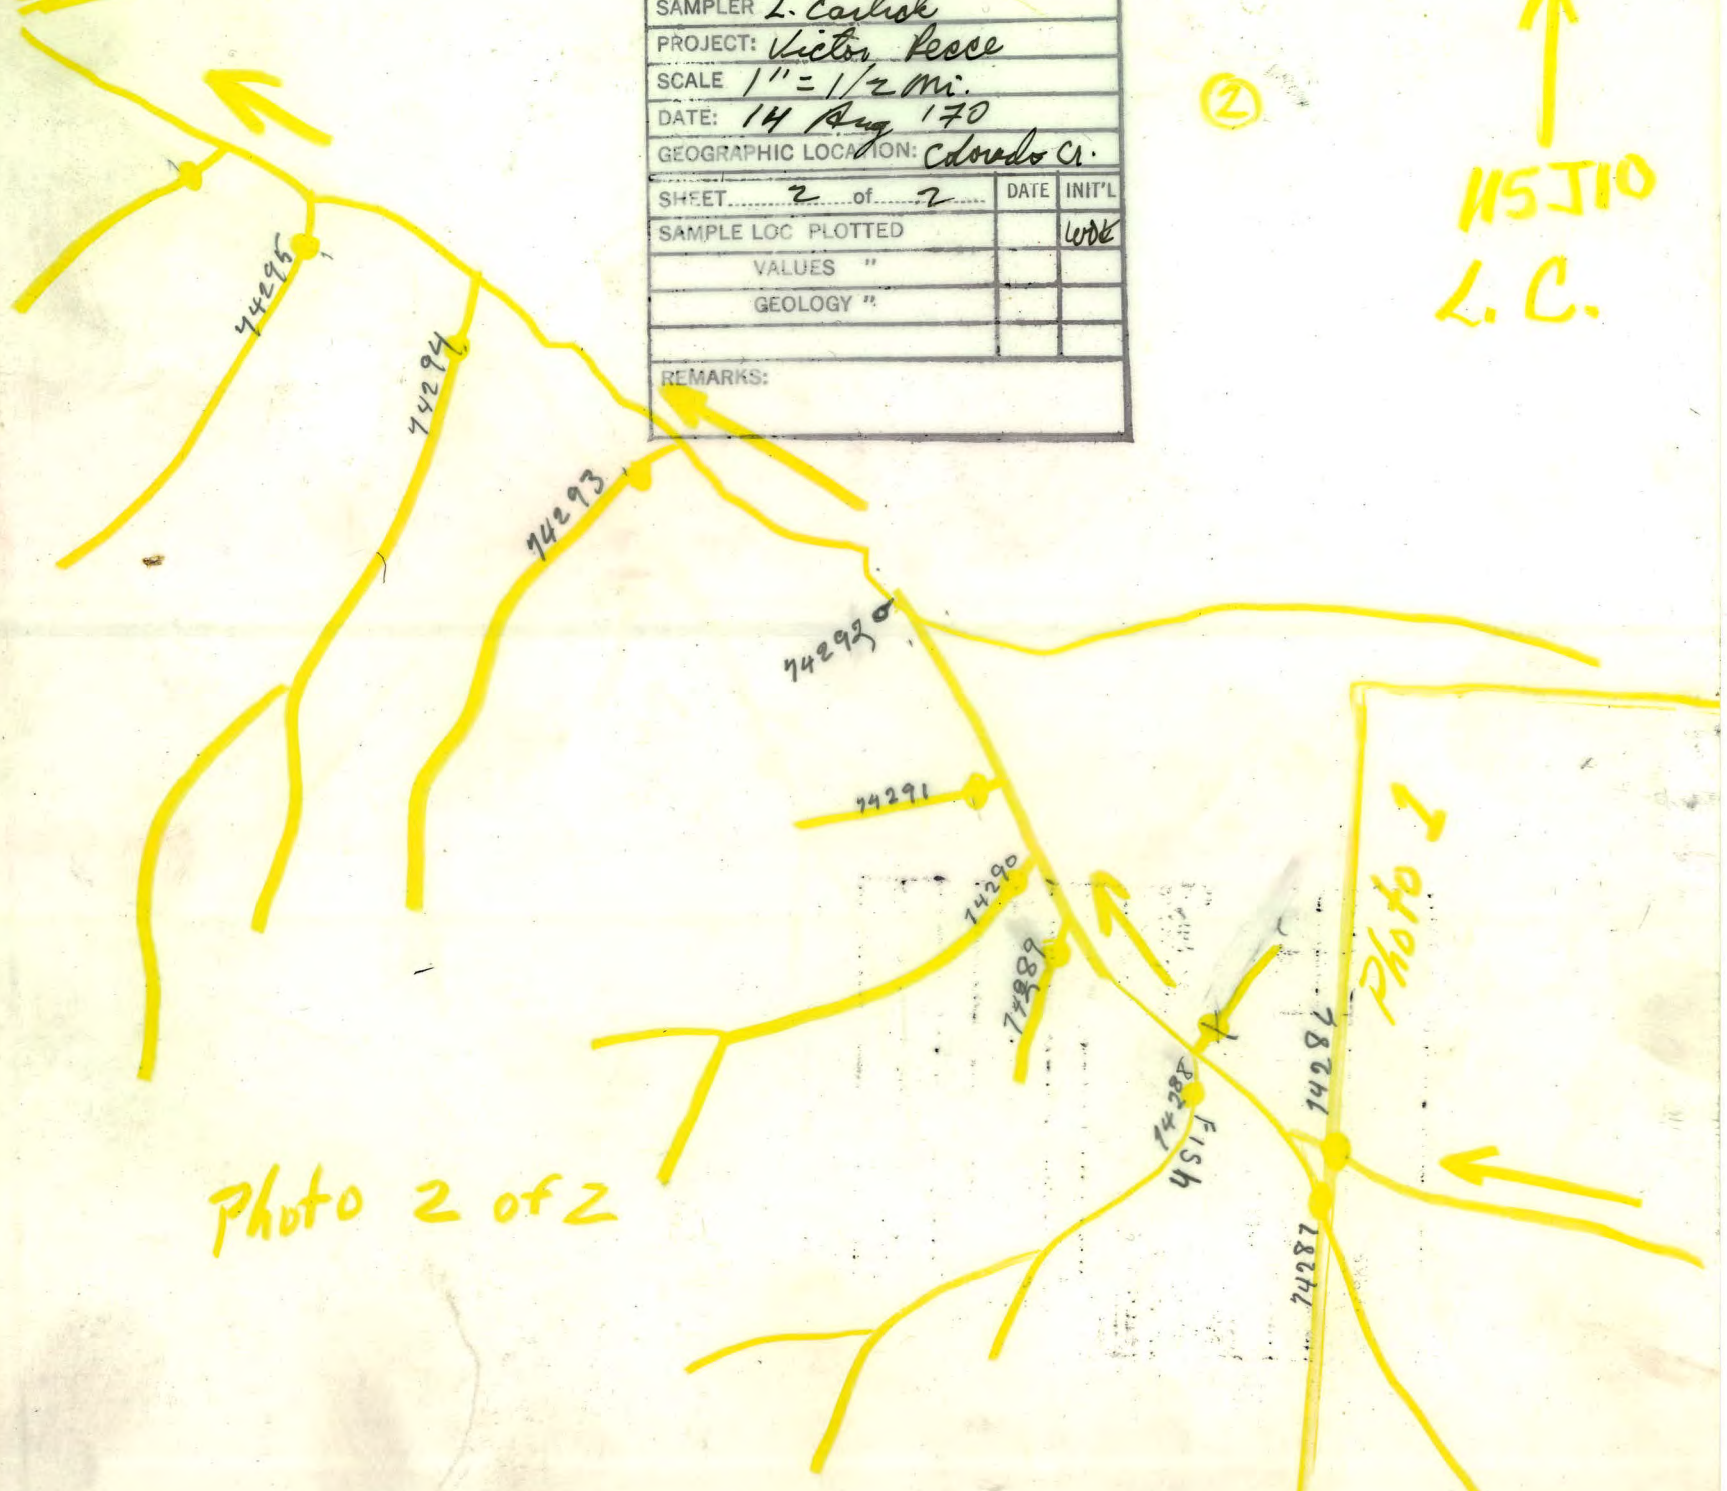 SAMPLER L. Carlick
PROJECT: Victor Recce
SCALE 1" = 1/2 mi.
DATE: 14 Aug '70
GEOGRAPHIC LOCATION: Colorado Cr.
SHEET 2 of 2 DATE INIT'L
SAMPLE LOC PLOTTED WDK
VALUES "
GEOLOGY "
REMARKS:
2
115J10
L. C.
74295
74294
74293
74292
74291
74290
74289
74288
FISH
74286
74287
Photo 1
Photo 2 of 2